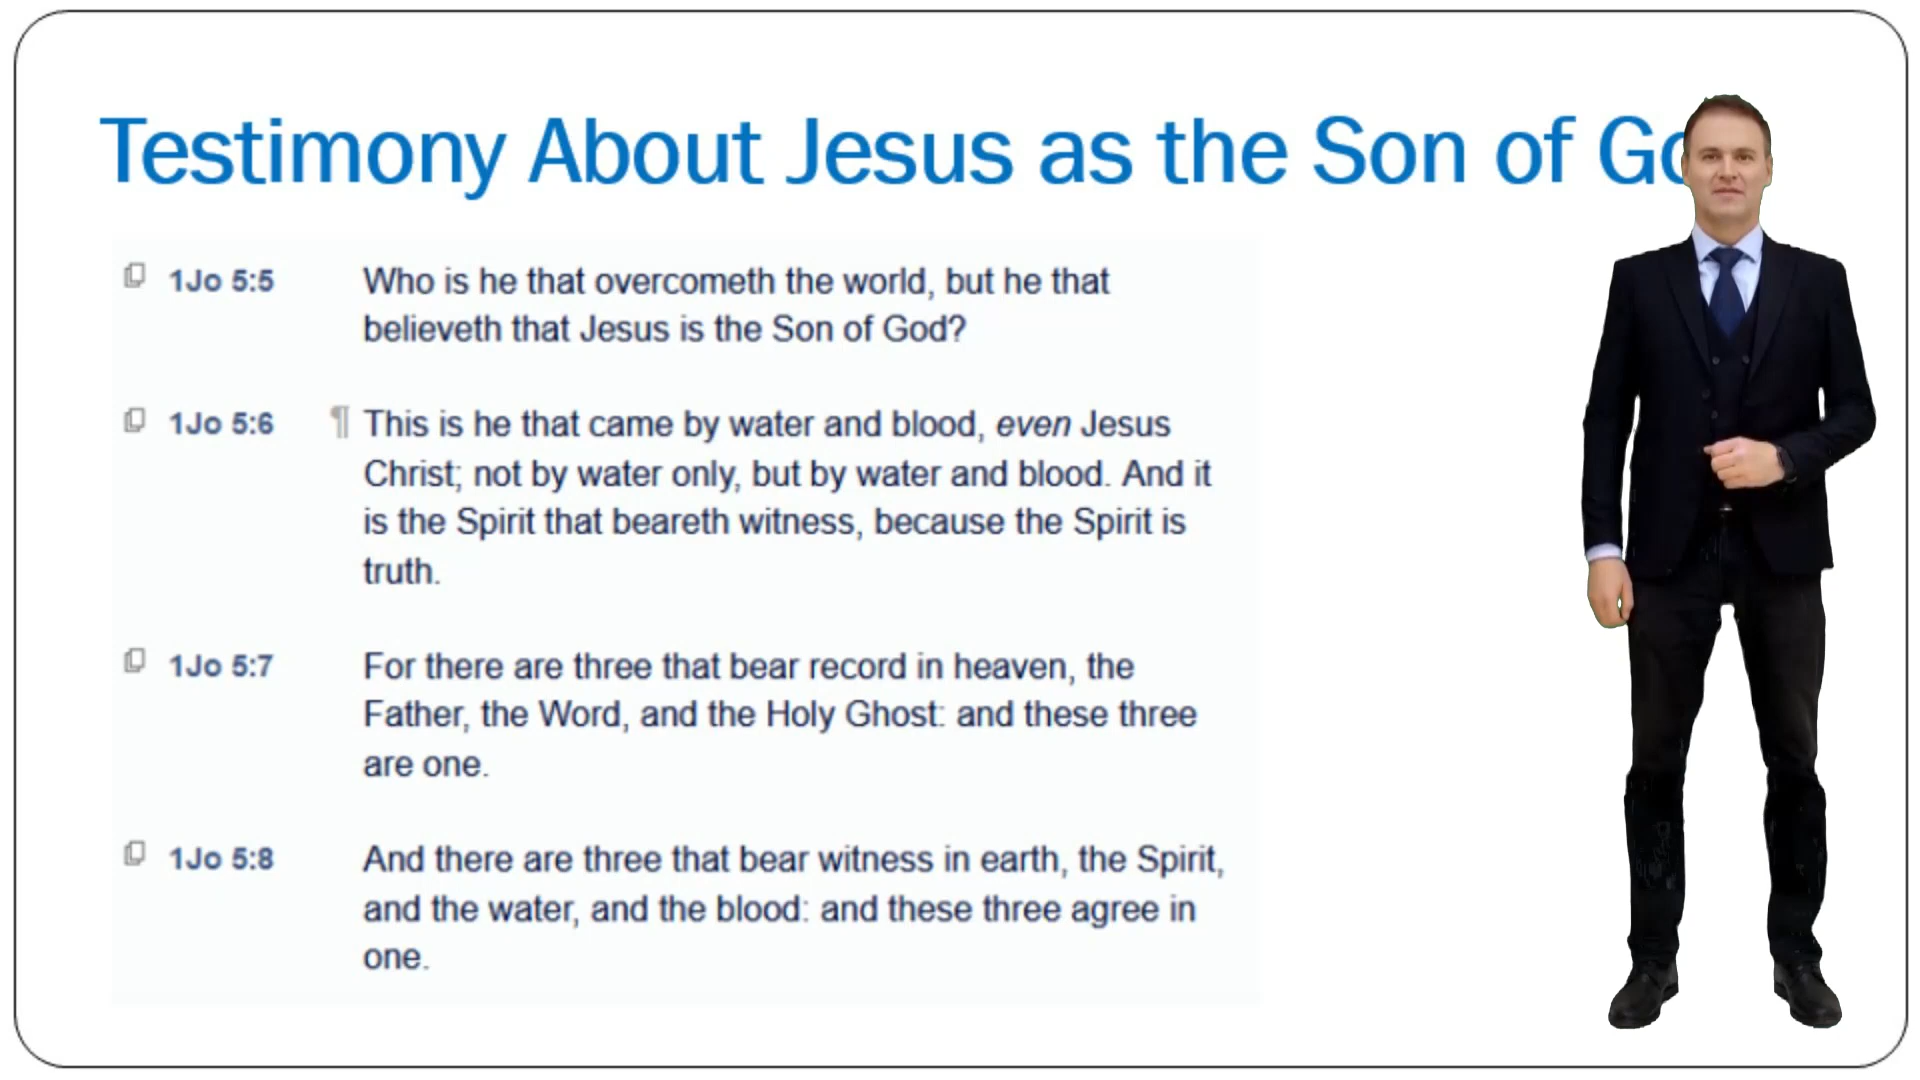 Testimony About Jesus as the Son of Go
1Jo 5:5 Who is he that overcometh the world, but he that
believeth that Jesus is the Son of God?
1Jo 5:6 ¶ This is he that came by water and blood, even Jesus
Christ; not by water only, but by water and blood. And it
is the Spirit that beareth witness, because the Spirit is
truth.
1Jo 5:7 For there are three that bear record in heaven, the
Father, the Word, and the Holy Ghost: and these three
are one.
1Jo 5:8 And there are three that bear witness in earth, the Spirit,
and the water, and the blood: and these three agree in
one.